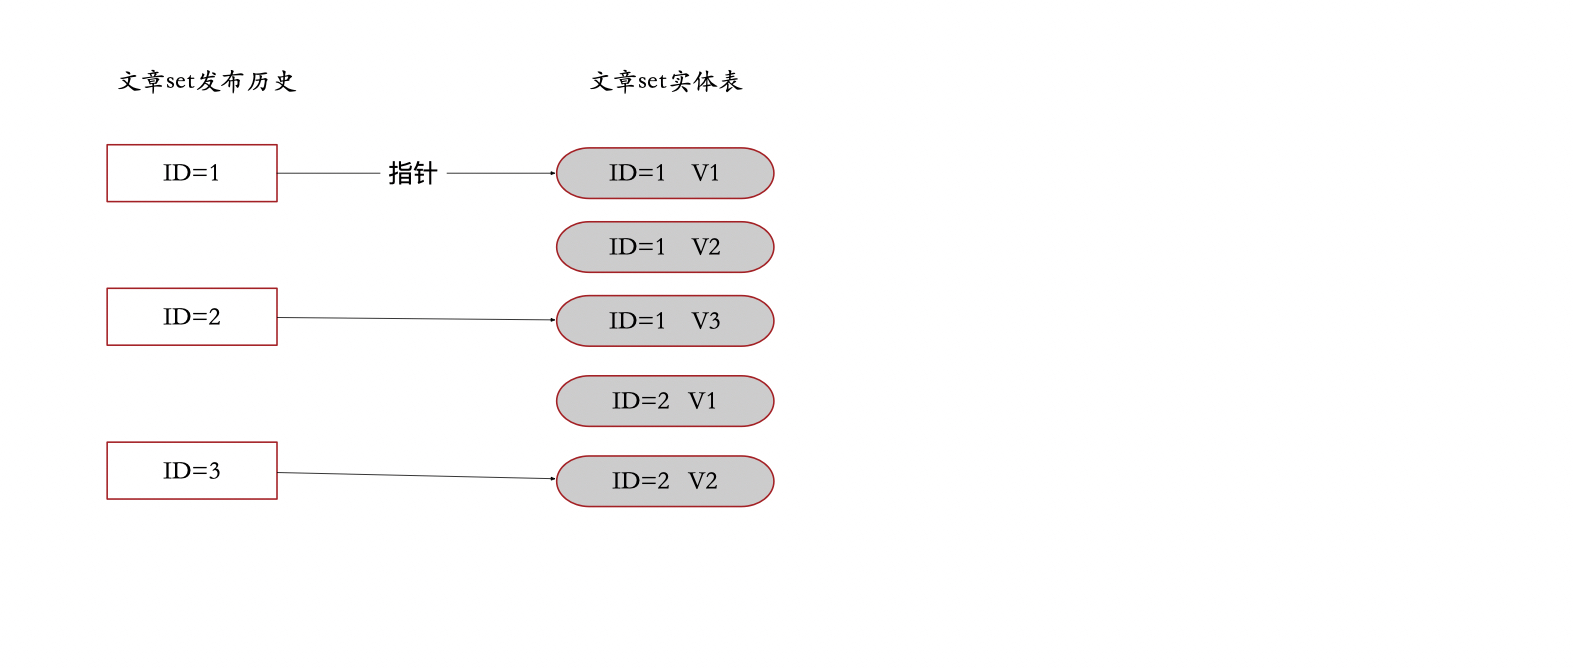 文章set发布历史
文章set实体表
ID=1
指针
ID=1 V1
ID=1 V2
ID=2
ID=1 V3
ID=2 V1
ID=3
ID=2 V2